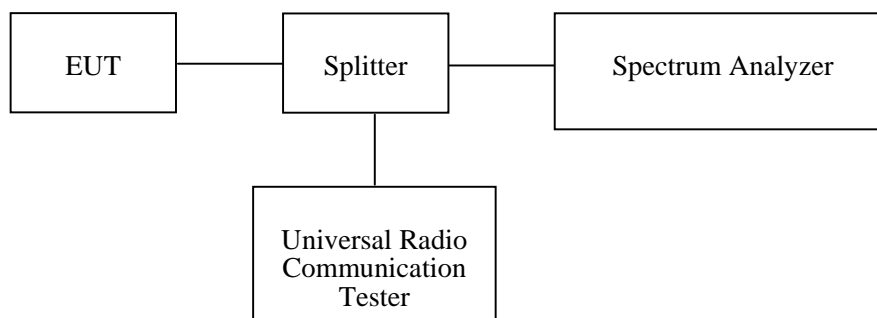 EUT
Splitter
Spectrum Analyzer
Universal Radio
Communication
Tester